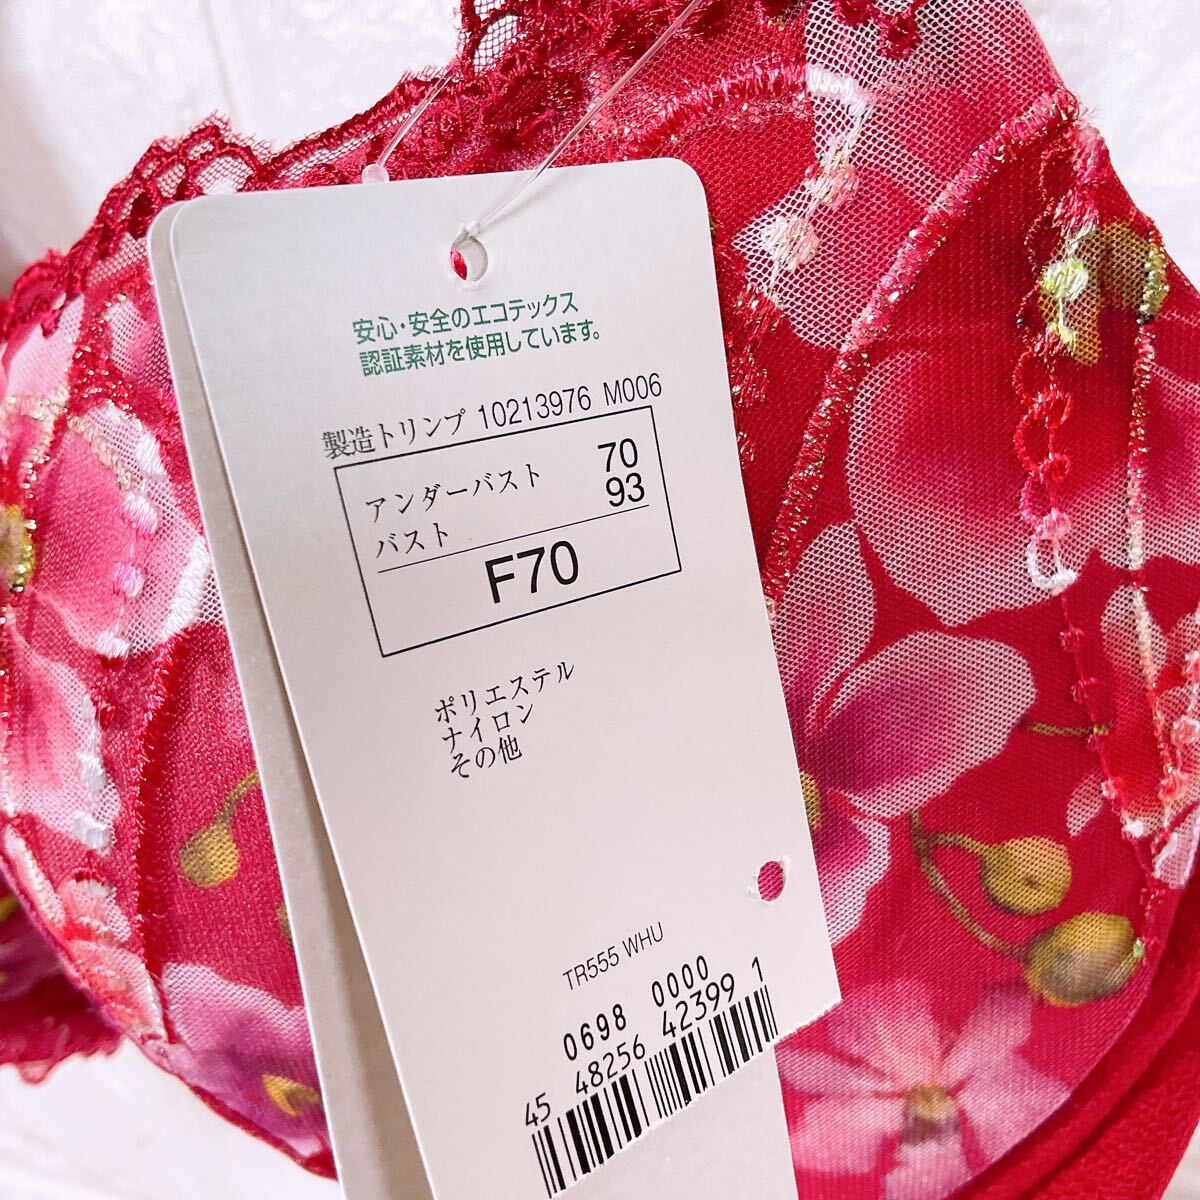 安心・安全のエコテックス
認証素材を使用しています。
製造トリンプ 10213976 M006
アンダーバスト 70
バスト 93
F70
ポリエステル
ナイロン
その他
TR555 WHU
0698 0000
45 48256 42399 1